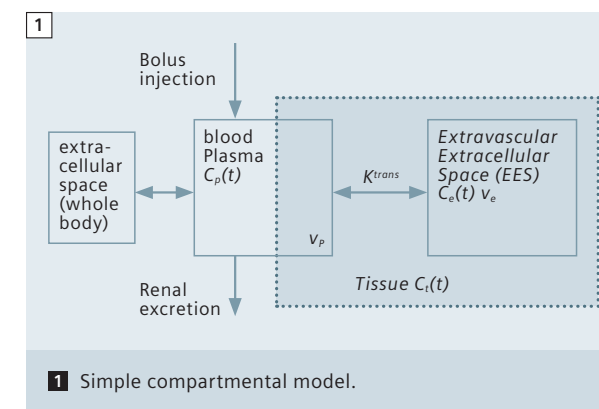 1
Bolus
injection
extra-
cellular
space
(whole
body)
blood
Plasma
Cₚ(t)
vₚ
Kᵗʳᵃⁿˢ
Extravascular
Extracellular
Space (EES)
Cₑ(t) vₑ
Tissue Cₜ(t)
Renal
excretion
1 Simple compartmental model.